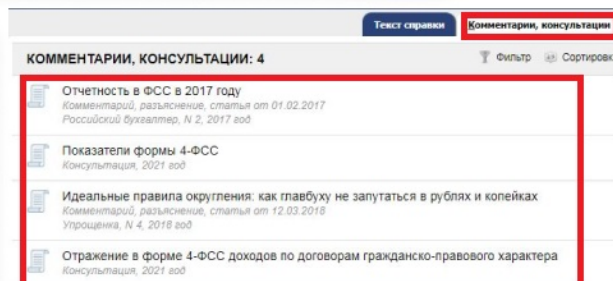 Текст справки
Комментарии, консультации
КОММЕНТАРИИ, КОНСУЛЬТАЦИИ: 4
Фильтр
Сортировк
Отчетность в ФСС в 2017 году
Комментарий, разъяснение, статья от 01.02.2017
Российский бухгалтер, N 2, 2017 год
Показатели формы 4-ФСС
Консультация, 2021 год
Идеальные правила округления: как главбуху не запутаться в рублях и копейках
Комментарий, разъяснение, статья от 12.03.2018
Упрощенка, N 4, 2018 год
Отражение в форме 4-ФСС доходов по договорам гражданско-правового характера
Консультация, 2021 год